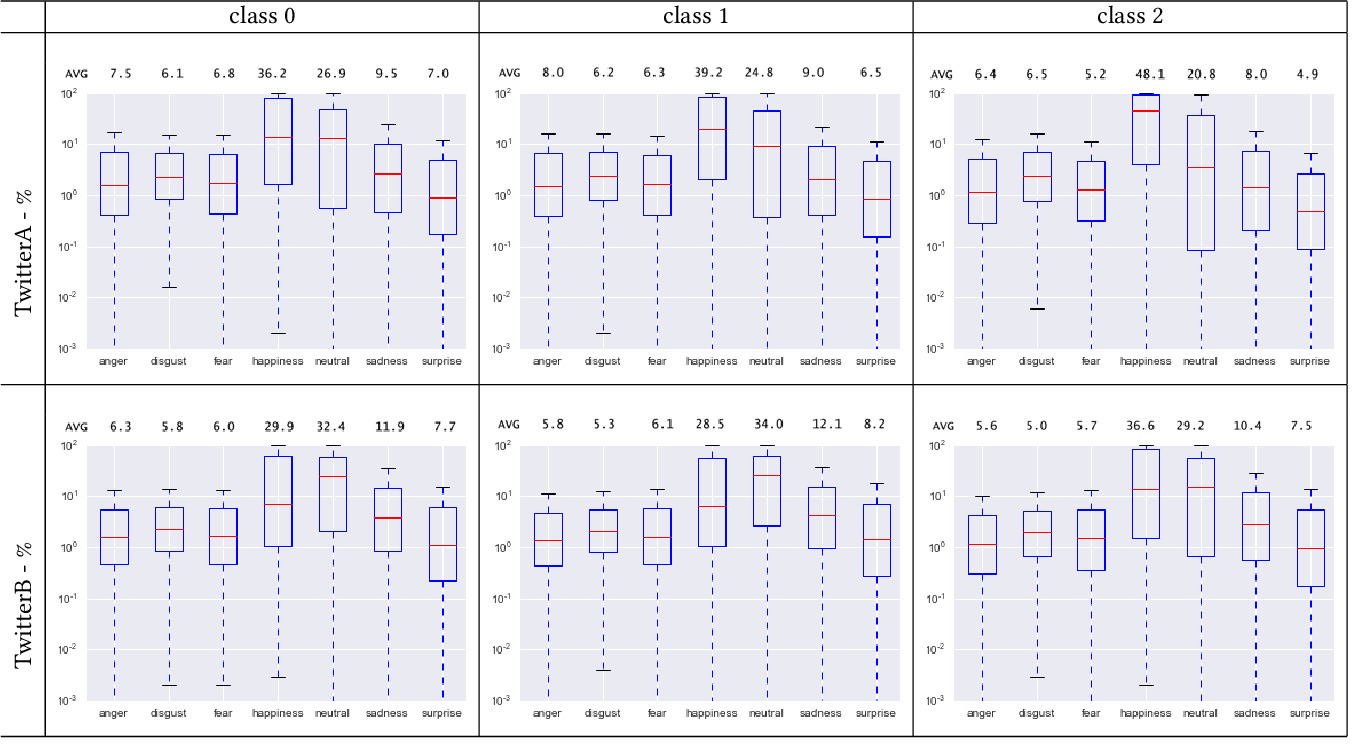 class 0 class 1 class 2
TwitterA - %
AVG 7.5 6.1 6.8 36.2 26.9 9.5 7.0
10² 10¹ 10⁰ 10⁻¹ 10⁻² 10⁻³
anger disgust fear happiness neutral sadness surprise
AVG 8.0 6.2 6.3 39.2 24.8 9.0 6.5
10² 10¹ 10⁰ 10⁻¹ 10⁻² 10⁻³
anger disgust fear happiness neutral sadness surprise
AVG 6.4 6.5 5.2 48.1 20.8 8.0 4.9
10² 10¹ 10⁰ 10⁻¹ 10⁻² 10⁻³
anger disgust fear happiness neutral sadness surprise
TwitterB - %
AVG 6.3 5.8 6.0 29.9 32.4 11.9 7.7
10² 10¹ 10⁰ 10⁻¹ 10⁻² 10⁻³
anger disgust fear happiness neutral sadness surprise
AVG 5.8 5.3 6.1 28.5 34.0 12.1 8.2
10² 10¹ 10⁰ 10⁻¹ 10⁻² 10⁻³
anger disgust fear happiness neutral sadness surprise
AVG 5.6 5.0 5.7 36.6 29.2 10.4 7.5
10² 10¹ 10⁰ 10⁻¹ 10⁻² 10⁻³
anger disgust fear happiness neutral sadness surprise